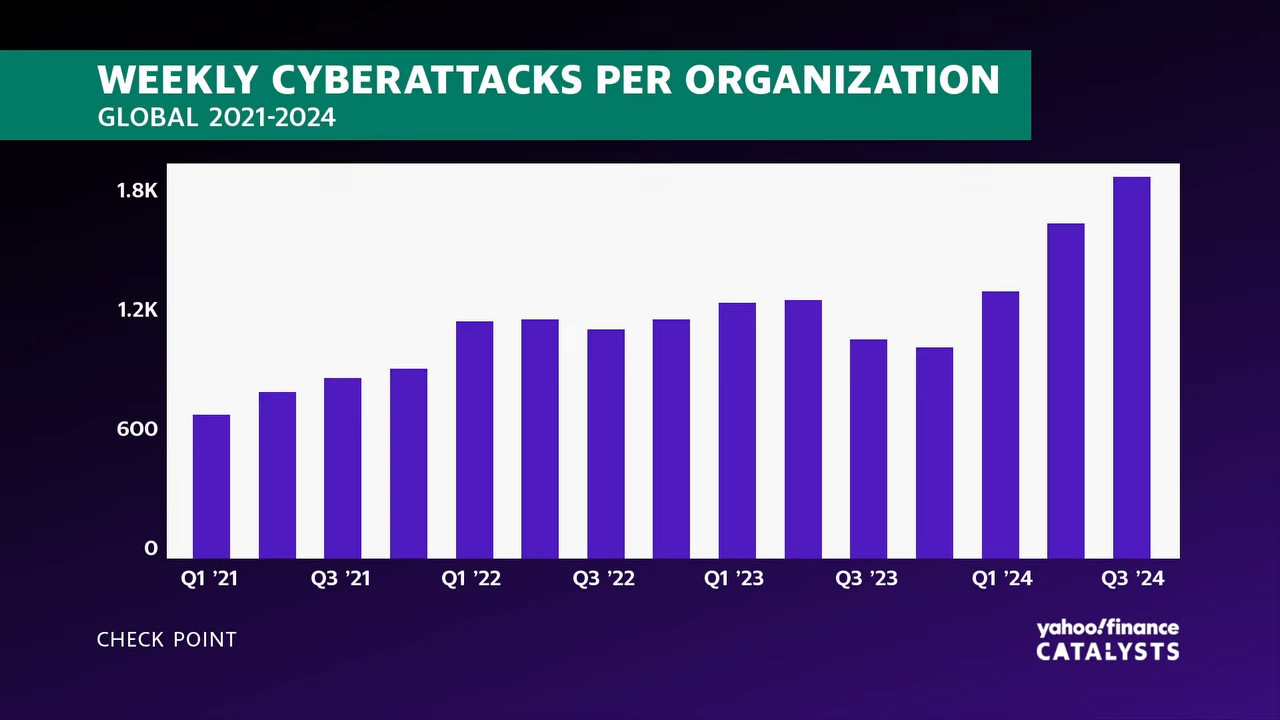 WEEKLY CYBERATTACKS PER ORGANIZATION
GLOBAL 2021-2024
1.8K
1.2K
600
0
Q1 ’21 Q3 ’21 Q1 ’22 Q3 ’22 Q1 ’23 Q3 ’23 Q1 ’24 Q3 ’24
CHECK POINT
yahoo!finance
CATALYSTS